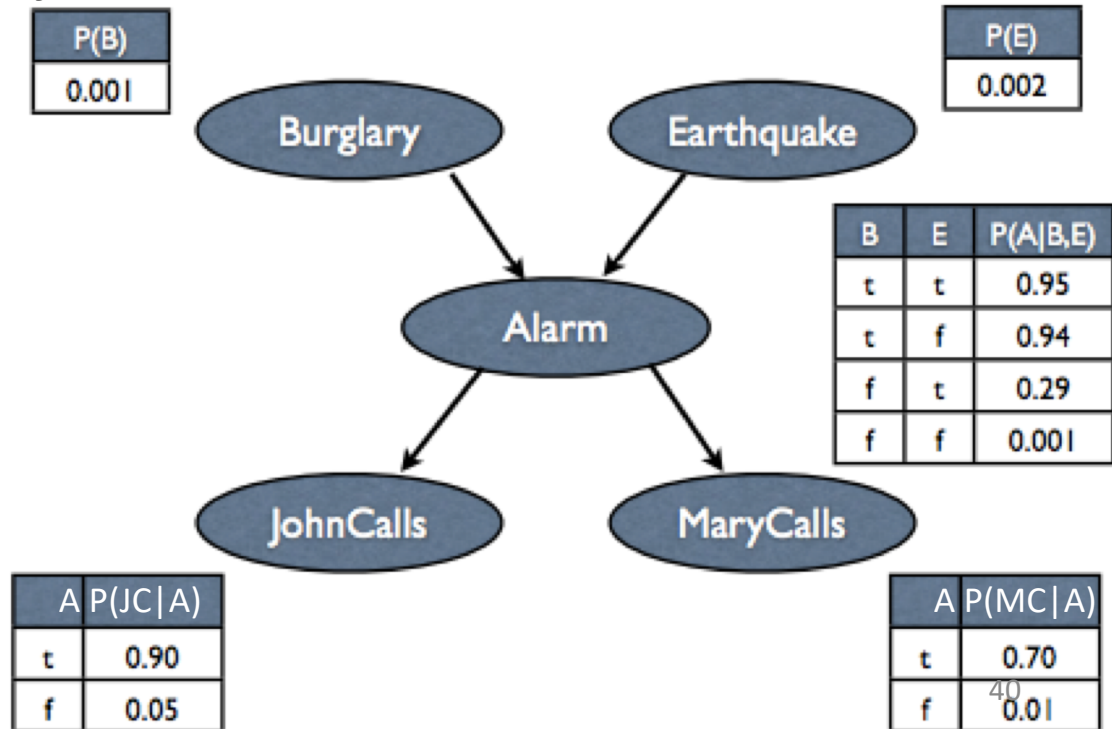 P(B)
0.001
P(E)
0.002
Burglary
Earthquake
B E P(A|B,E)
t t 0.95
t f 0.94
f t 0.29
f f 0.001
Alarm
JohnCalls
MaryCalls
A P(JC|A)
t 0.90
f 0.05
A P(MC|A)
t 0.70
f 0.01
40